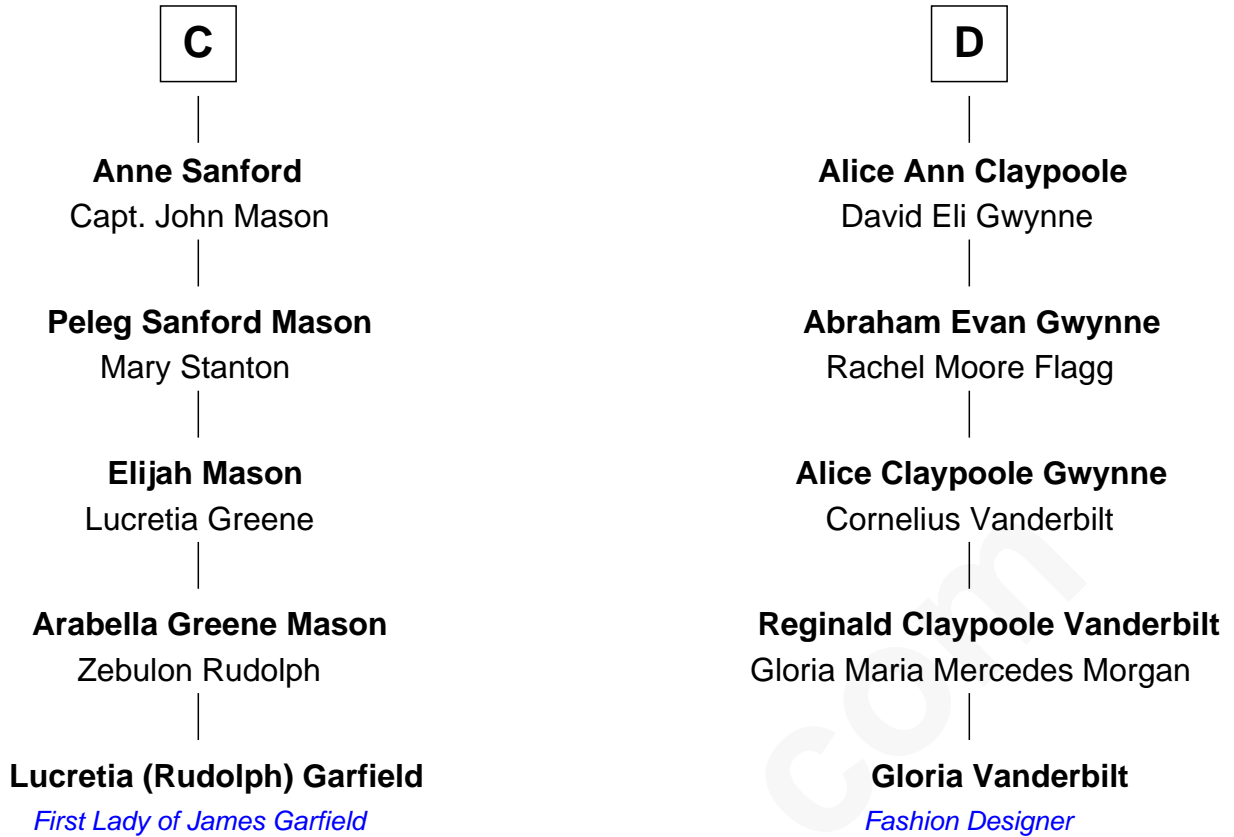 C
Anne Sanford
Capt. John Mason
Peleg Sanford Mason
Mary Stanton
Elijah Mason
Lucretia Greene
Arabella Greene Mason
Zebulon Rudolph
Lucretia (Rudolph) Garfield
First Lady of James Garfield
D
Alice Ann Claypoole
David Eli Gwynne
Abraham Evan Gwynne
Rachel Moore Flagg
Alice Claypoole Gwynne
Cornelius Vanderbilt
Reginald Claypoole Vanderbilt
Gloria Maria Mercedes Morgan
Gloria Vanderbilt
Fashion Designer
com